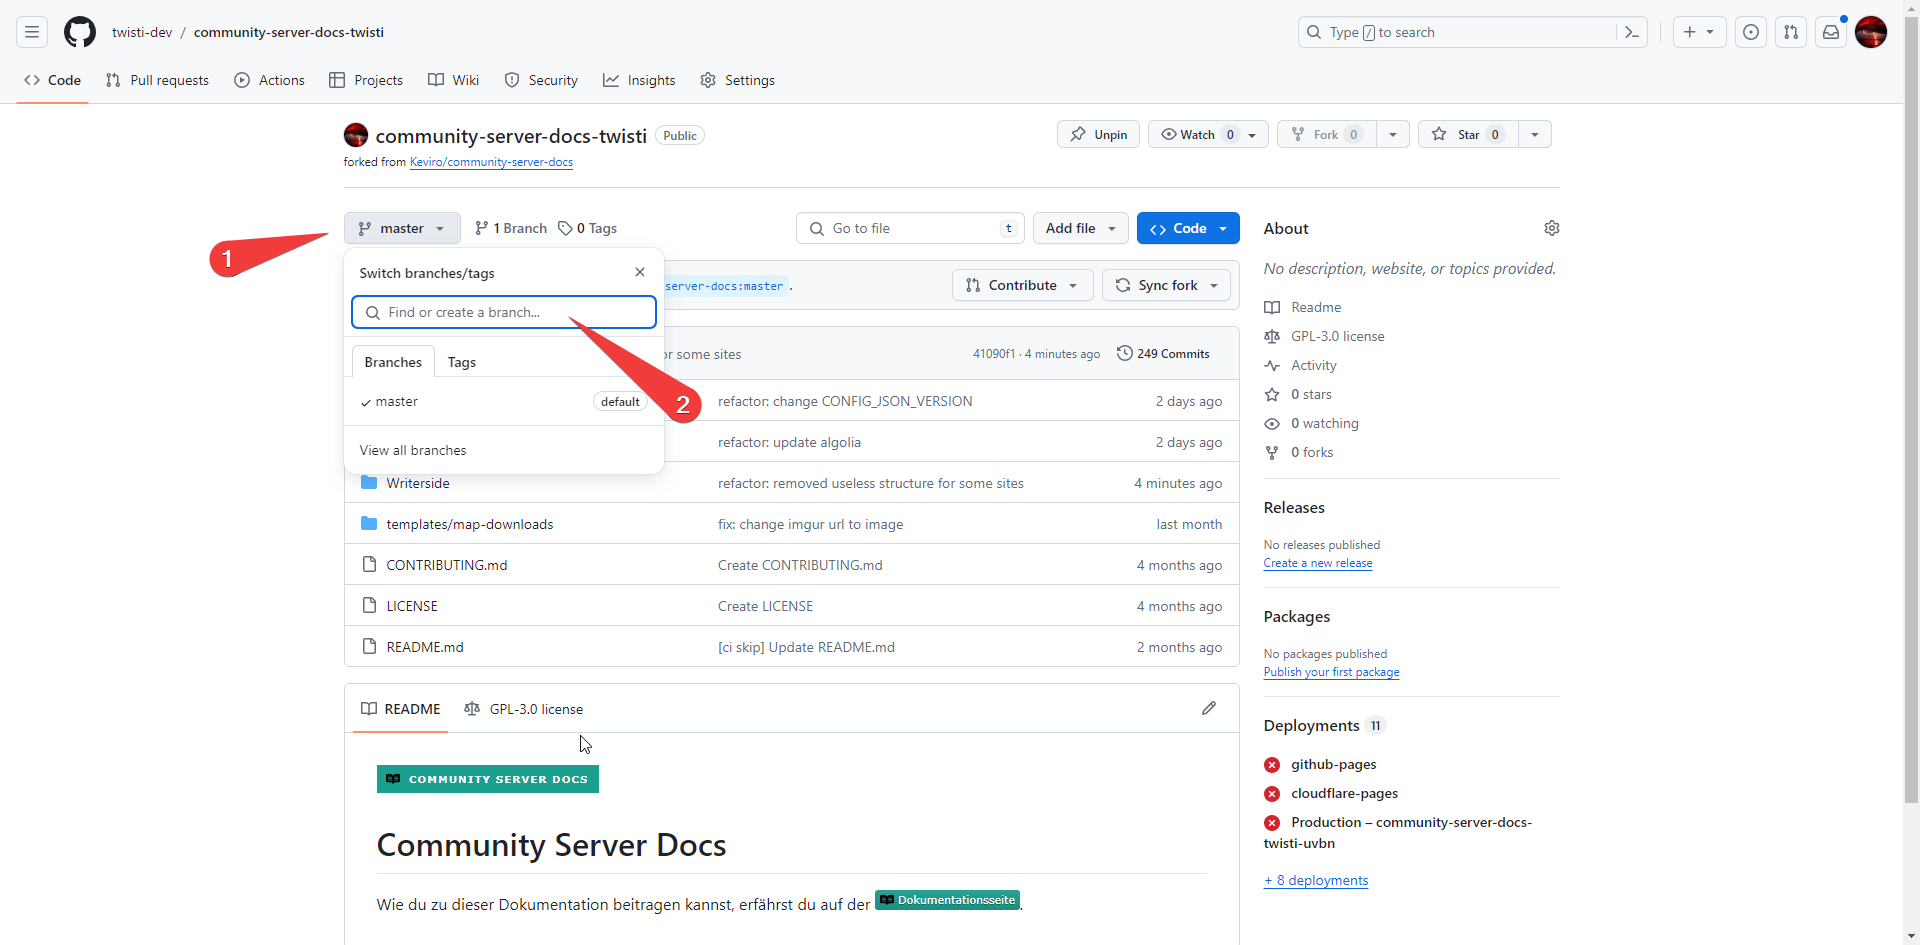 twisti-dev / community-server-docs-twisti
Type / to search
Code Pull requests Actions Projects Wiki Security Insights Settings
community-server-docs-twisti Public
Unpin Watch 0 Fork 0 Star 0
forked from Keviro/community-server-docs
master 1 Branch 0 Tags Go to file t Add file Code
1
Switch branches/tags
server-docs:master .
Contribute Sync fork
Find or create a branch...
or some sites 41090f1 · 4 minutes ago 249 Commits
Branches Tags
master default
2
refactor: change CONFIG_JSON_VERSION 2 days ago
refactor: update algolia 2 days ago
View all branches
Writerside refactor: removed useless structure for some sites 4 minutes ago
templates/map-downloads fix: change imgur url to image last month
CONTRIBUTING.md Create CONTRIBUTING.md 4 months ago
LICENSE Create LICENSE 4 months ago
README.md [ci skip] Update README.md 2 months ago
README GPL-3.0 license
COMMUNITY SERVER DOCS
Community Server Docs
Wie du zu dieser Dokumentation beitragen kannst, erfährst du auf der Dokumentationsseite.
About
No description, website, or topics provided.
Readme
GPL-3.0 license
Activity
0 stars
0 watching
0 forks
Releases
No releases published
Create a new release
Packages
No packages published
Publish your first package
Deployments 11
github-pages
cloudflare-pages
Production – community-server-docs-
twisti-uvbn
+ 8 deployments